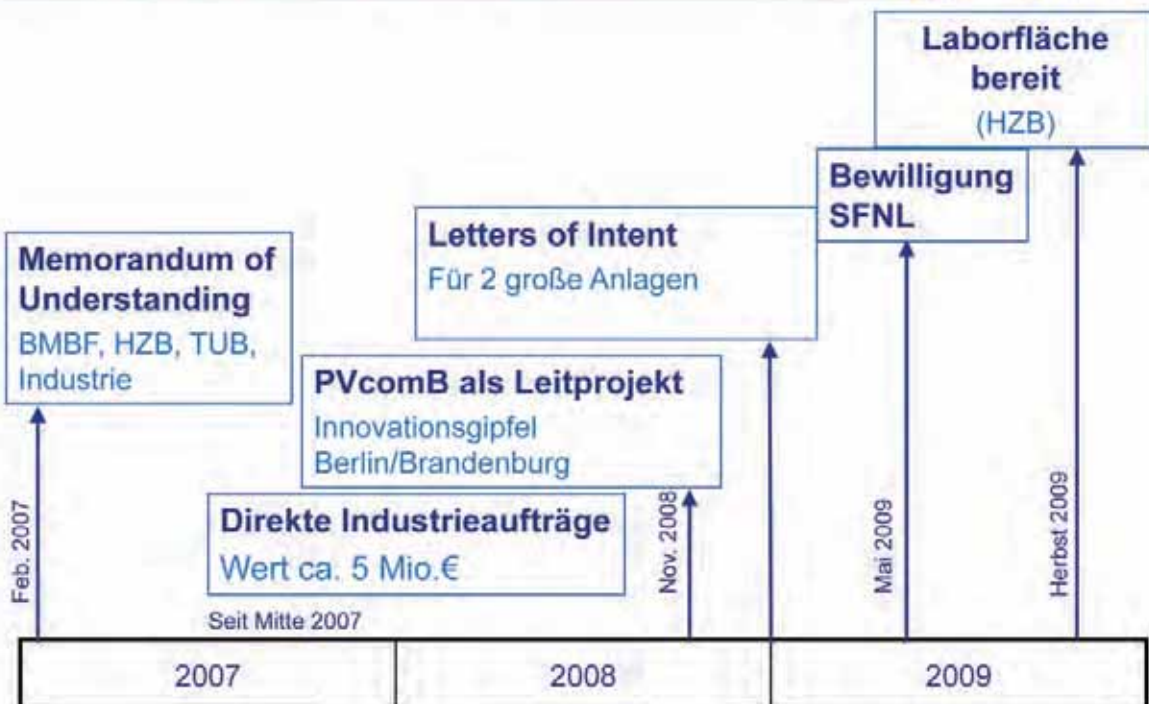 Laborfläche
bereit
(HZB)
Bewilligung
SFNL
Letters of Intent
Für 2 große Anlagen
Memorandum of
Understanding
BMBF, HZB, TUB,
Industrie
PVcomB als Leitprojekt
Innovationsgipfel
Berlin/Brandenburg
Direkte Industrieaufträge
Wert ca. 5 Mio.€
Seit Mitte 2007
Feb. 2007
Nov. 2008
Mai 2009
Herbst 2009
2007
2008
2009